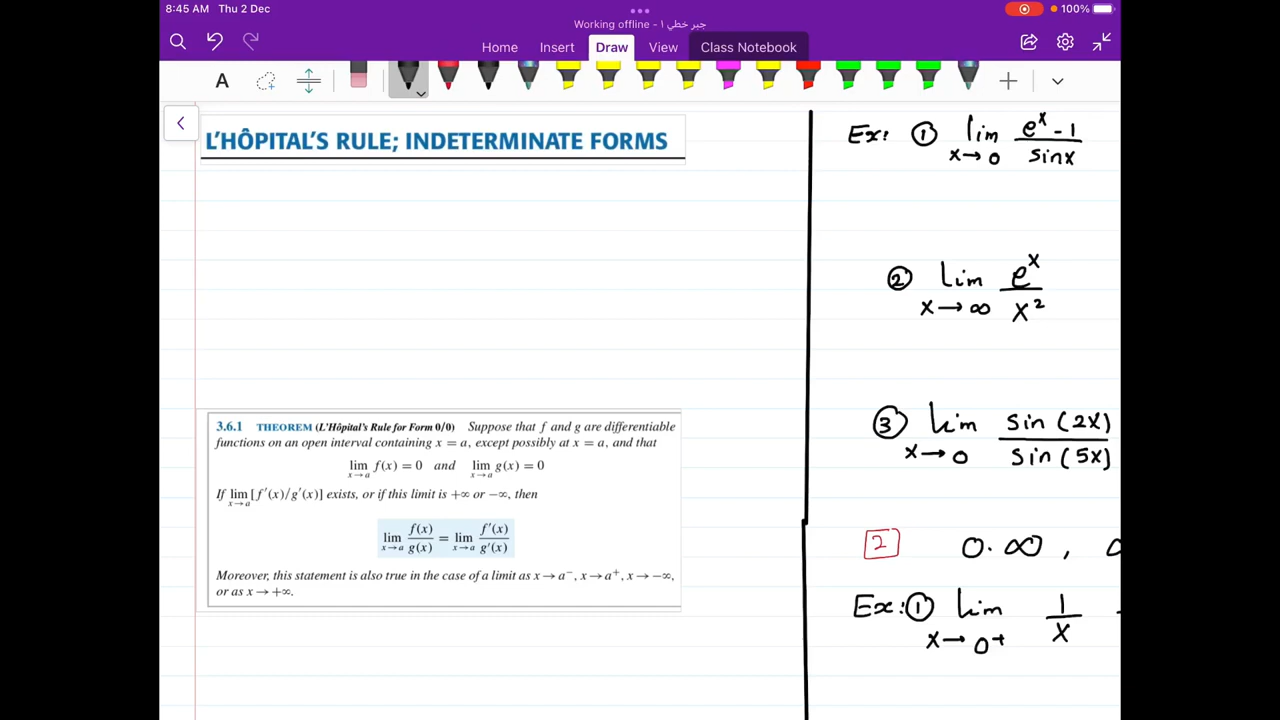 8:45 AM Thu 2 Dec
100%
Working offline - جبر خطي ١
Home Insert Draw View Class Notebook
A
L'HÔPITAL'S RULE; INDETERMINATE FORMS
3.6.1 THEOREM (L'Hôpital's Rule for Form 0/0) Suppose that f and g are differentiable
functions on an open interval containing x = a, except possibly at x = a, and that
lim x→a f(x) = 0 and lim x→a g(x) = 0
If lim x→a [f′(x)/g′(x)] exists, or if this limit is +∞ or −∞, then
lim x→a f(x)/g(x) = lim x→a f′(x)/g′(x)
Moreover, this statement is also true in the case of a limit as x→a⁻, x→a⁺, x→−∞,
or as x→+∞.
Ex: ① lim x→0 (e^x - 1)/sinx
② lim x→∞ e^x/x²
③ lim x→0 sin(2x)/sin(5x)
2 0.∞ ,
Ex: ① lim x→0+ 1/x